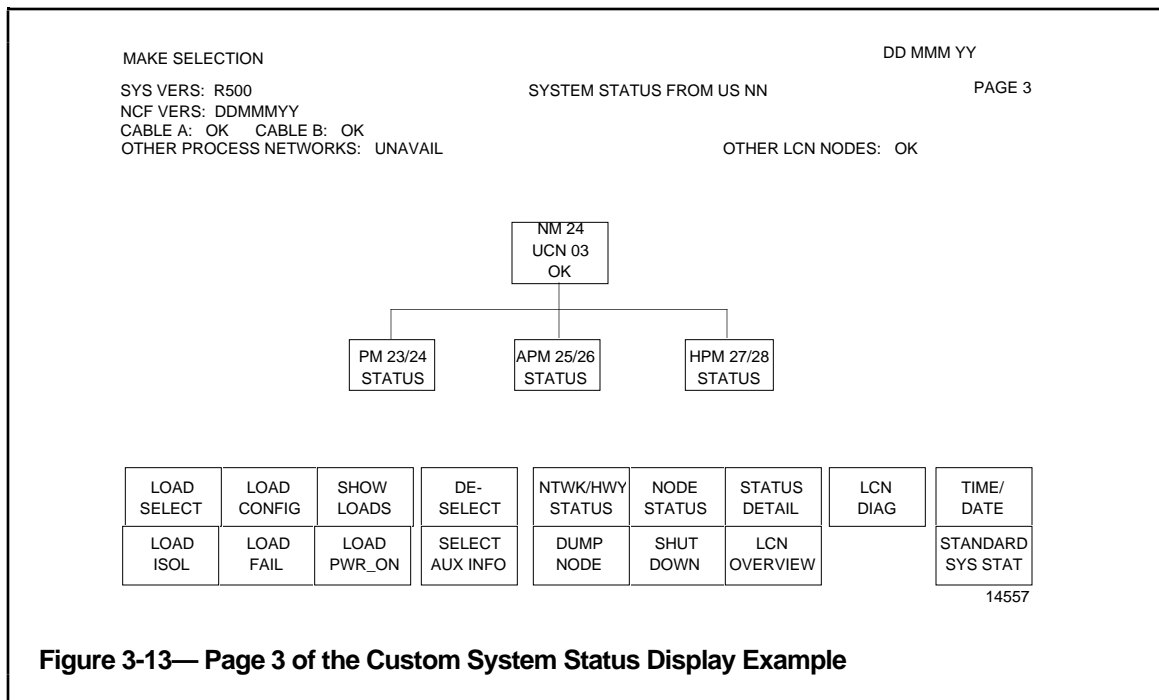 MAKE SELECTION DD MMM YY
SYS VERS: R500 SYSTEM STATUS FROM US NN PAGE 3
NCF VERS: DDMMMYY
CABLE A: OK CABLE B: OK
OTHER PROCESS NETWORKS: UNAVAIL OTHER LCN NODES: OK
NM 24
UCN 03
OK
PM 23/24 APM 25/26 HPM 27/28
STATUS STATUS STATUS
LOAD LOAD SHOW DE- NTWK/HWY NODE STATUS LCN TIME/
SELECT CONFIG LOADS SELECT STATUS STATUS DETAIL DIAG DATE
LOAD LOAD LOAD SELECT DUMP SHUT LCN STANDARD
ISOL FAIL PWR_ON AUX INFO NODE DOWN OVERVIEW SYS STAT
14557
Figure 3-13— Page 3 of the Custom System Status Display Example